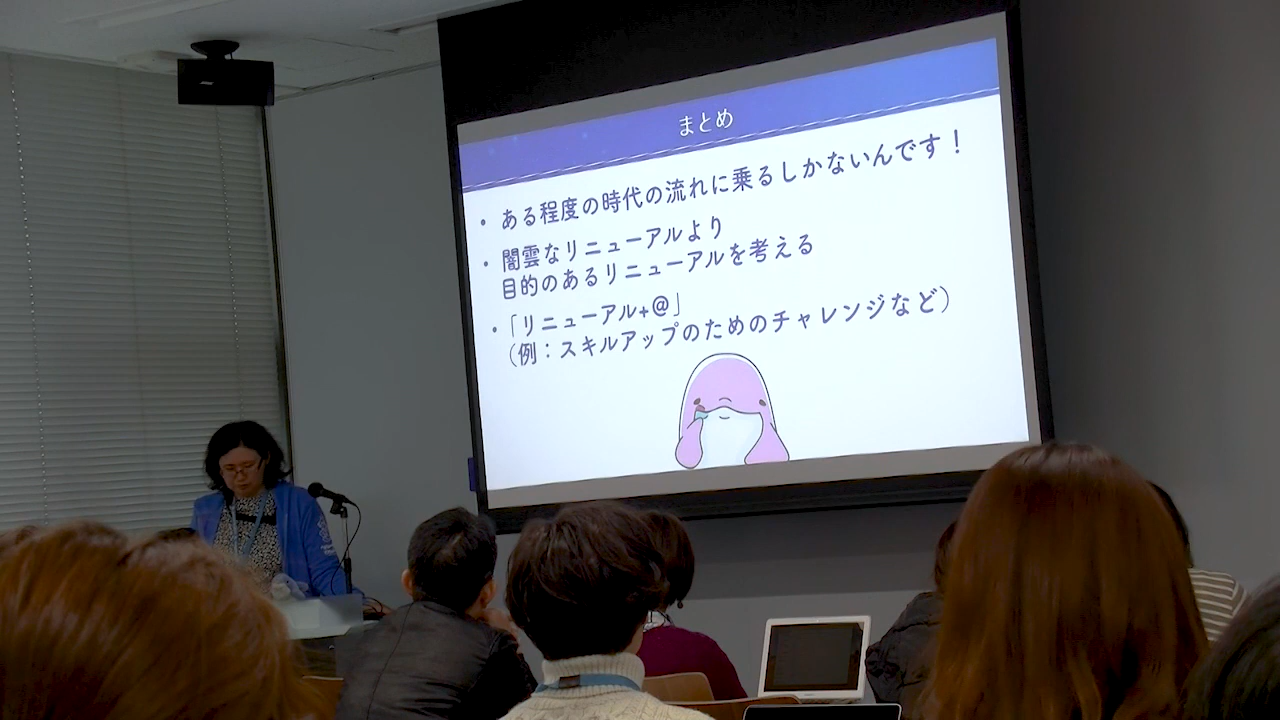 まとめ
• ある程度の時代の流れに乗るしかないんです！
• 闇雲なリニューアルより
目的のあるリニューアルを考える
• 「リニューアル+@」
（例：スキルアップのためのチャレンジなど）